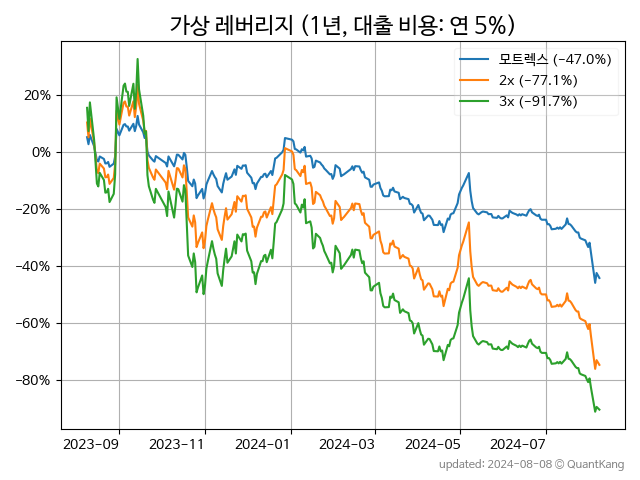 가상 레버리지 (1년, 대출 비용: 연 5%)
모트렉스 (−47.0%)
2x (−77.1%)
3x (−91.7%)
20%
0%
−20%
−40%
−60%
−80%
2023-09 2023-11 2024-01 2024-03 2024-05 2024-07
updated: 2024-08-08 © QuantKang